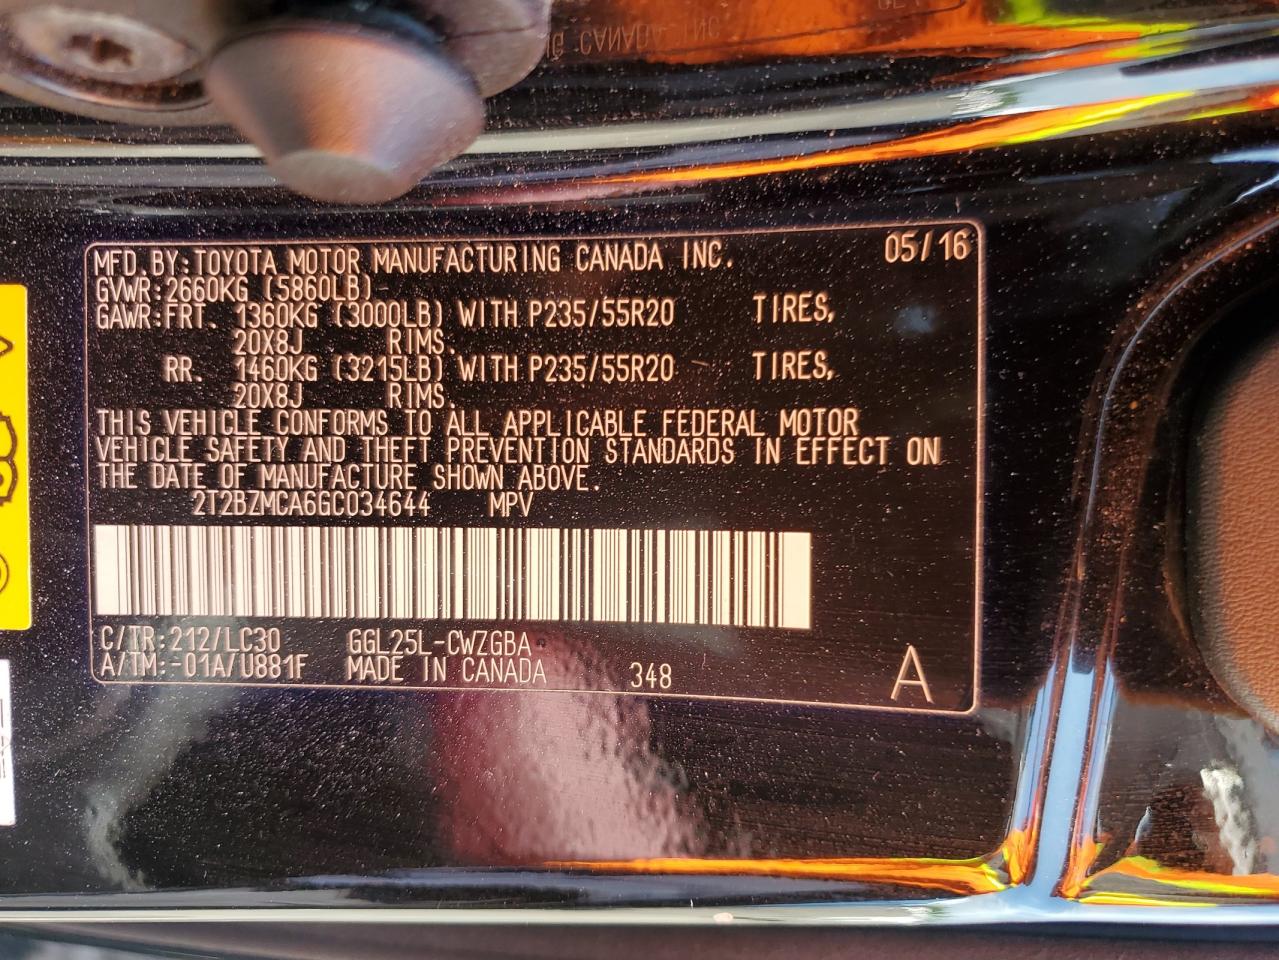 MFD.BY:TOYOTA MOTOR MANUFACTURING CANADA INC. 05/16
GVWR:2660KG (5860LB)
GAWR:FRT. 1360KG (3000LB) WITH P235/55R20 TIRES,
20X8J RIMS.
RR. 1460KG (3215LB) WITH P235/55R20 TIRES,
20X8J RIMS.
THIS VEHICLE CONFORMS TO ALL APPLICABLE FEDERAL MOTOR
VEHICLE SAFETY AND THEFT PREVENTION STANDARDS IN EFFECT ON
THE DATE OF MANUFACTURE SHOWN ABOVE.
2T2BZMCA6GC034644 MPV
C/TR:212/LC30 GGL25L-CWZGBA
A/TM:-01A/U881F MADE IN CANADA 348 A